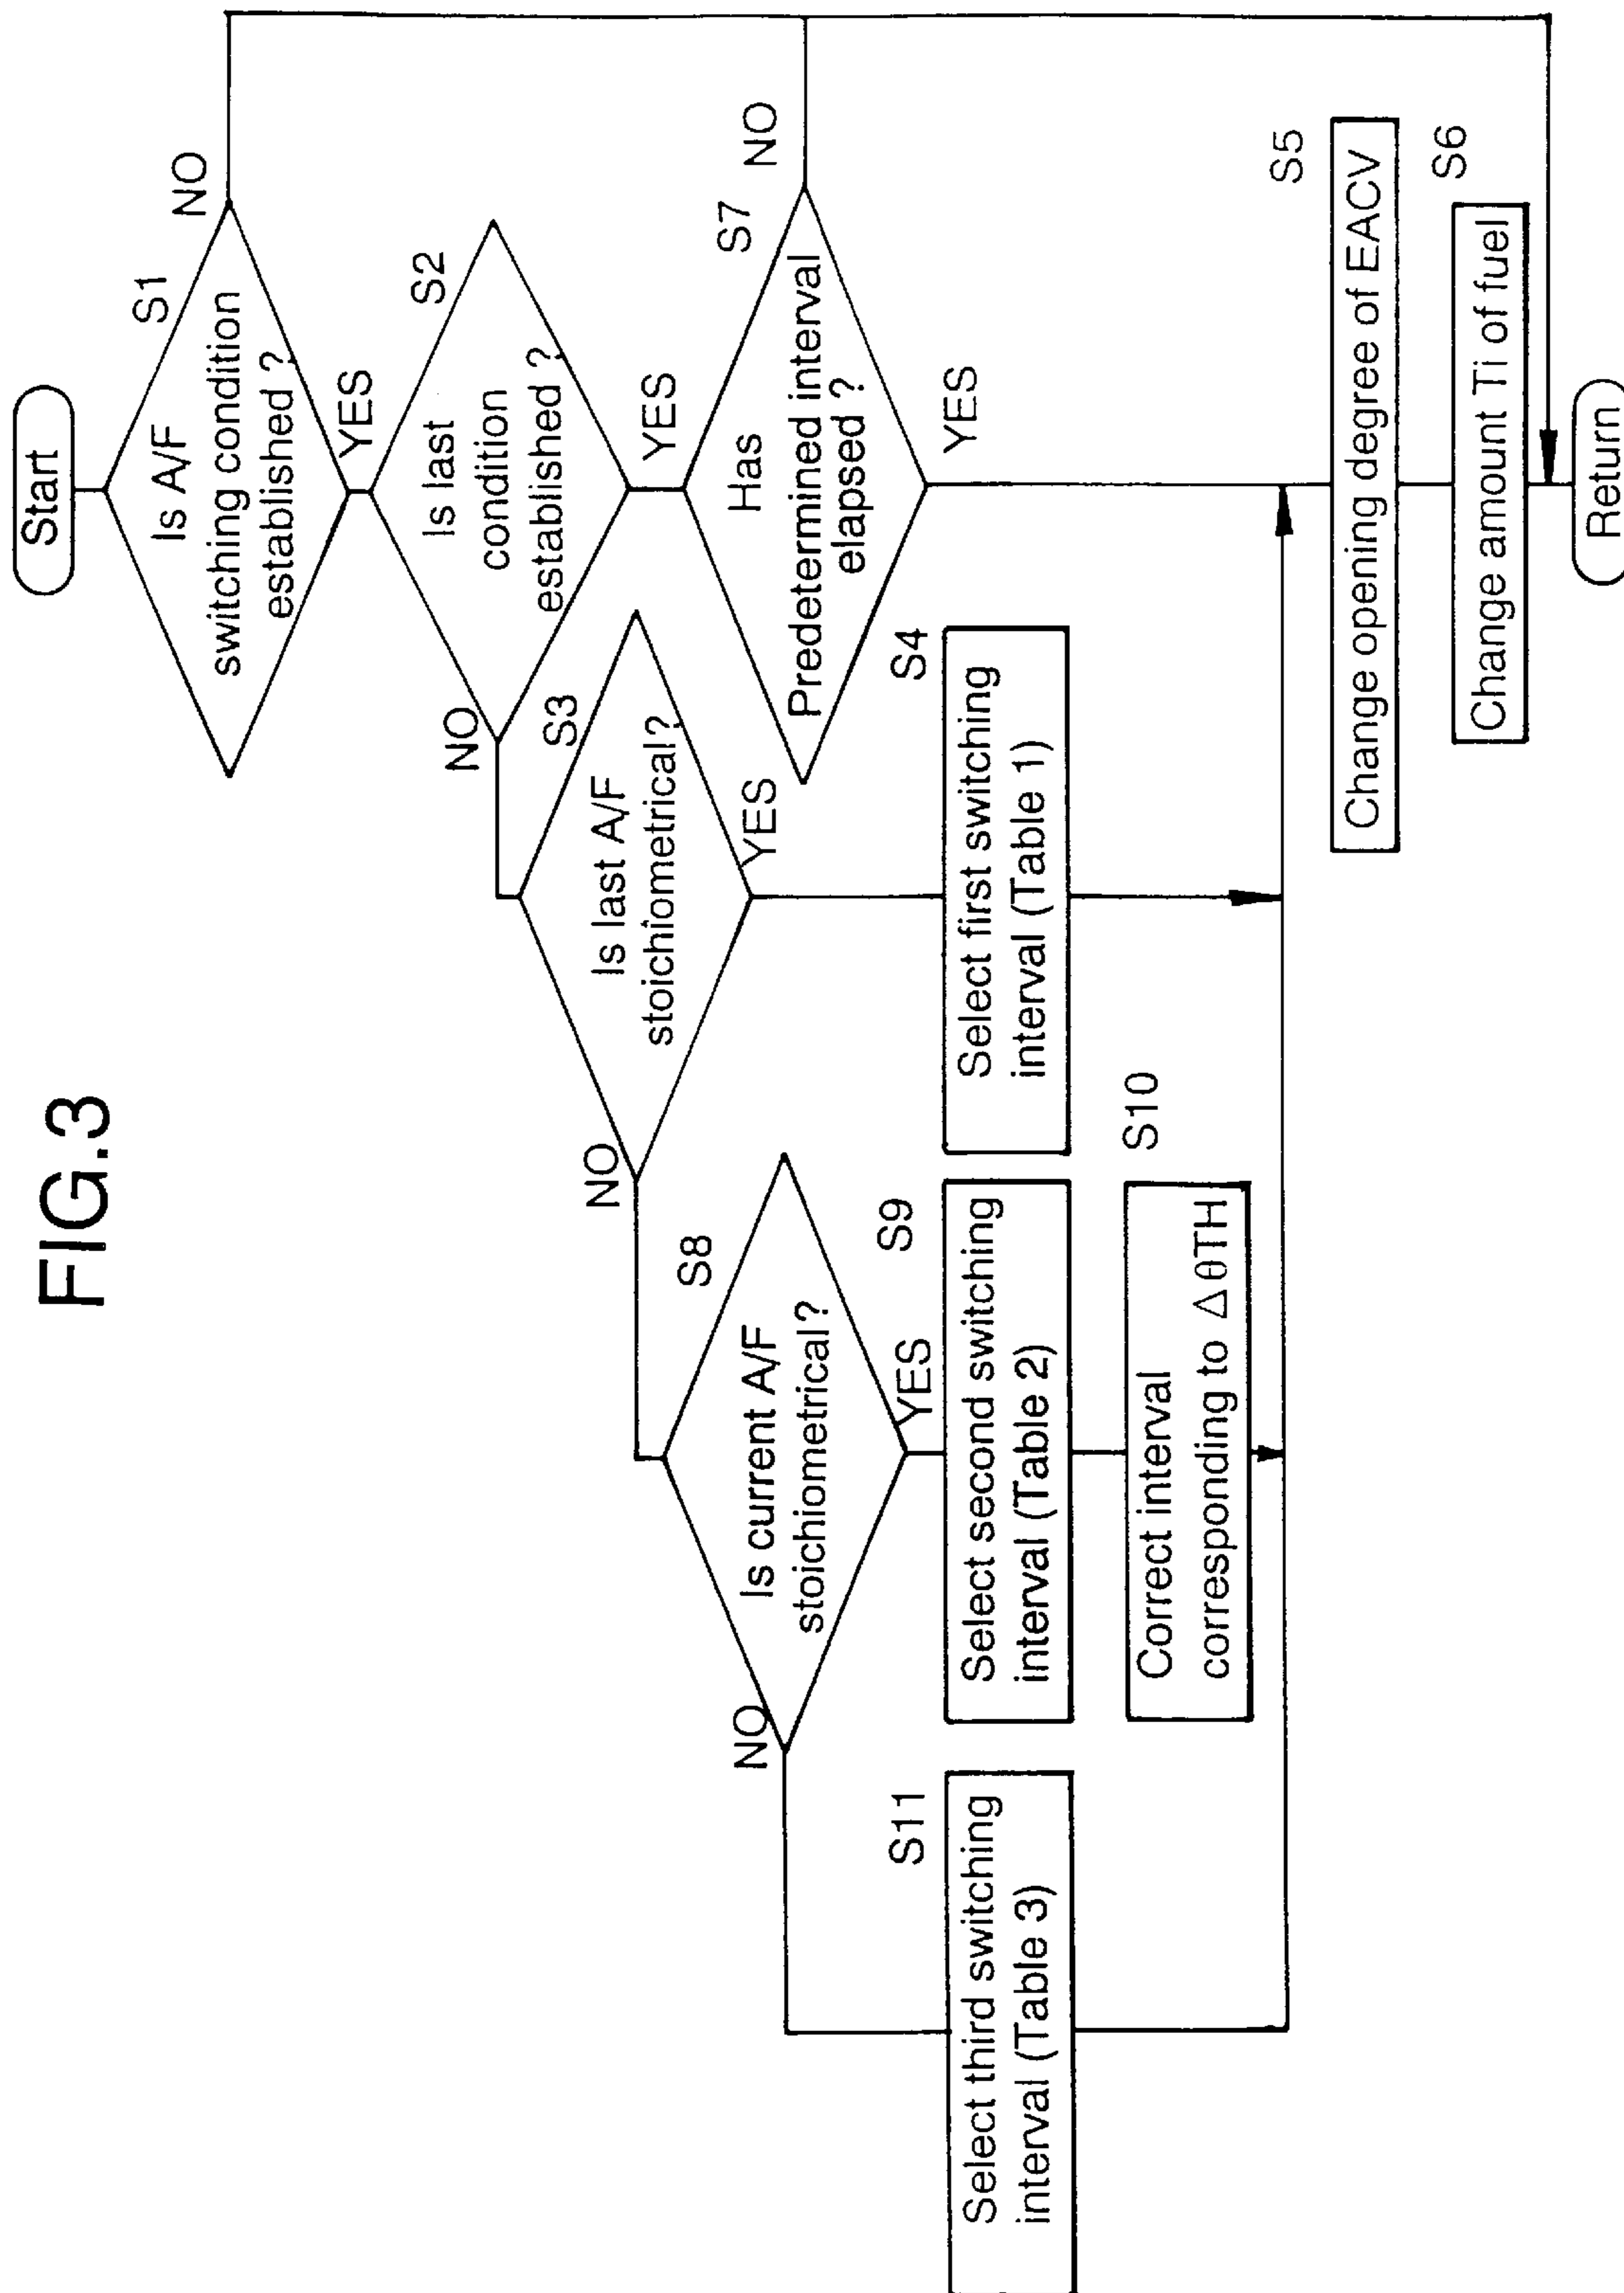 FIG.3
Start
S1
Is A/F
switching condition
established ?
NO
YES
S2
Is last
condition
established ?
NO
YES
S3
Is last A/F
stoichiometrical?
NO
YES
S7
Has
Predetermined interval
elapsed ?
NO
YES
S8
Is current A/F
stoichiometrical?
NO
YES
S4
Select first switching
interval (Table 1)
S9
Select second switching
interval (Table 2)
S11
Select third switching
interval (Table 3)
S10
Correct interval
corresponding to ΔθTH
S5
Change opening degree of EACV
S6
Change amount Ti of fuel
Return